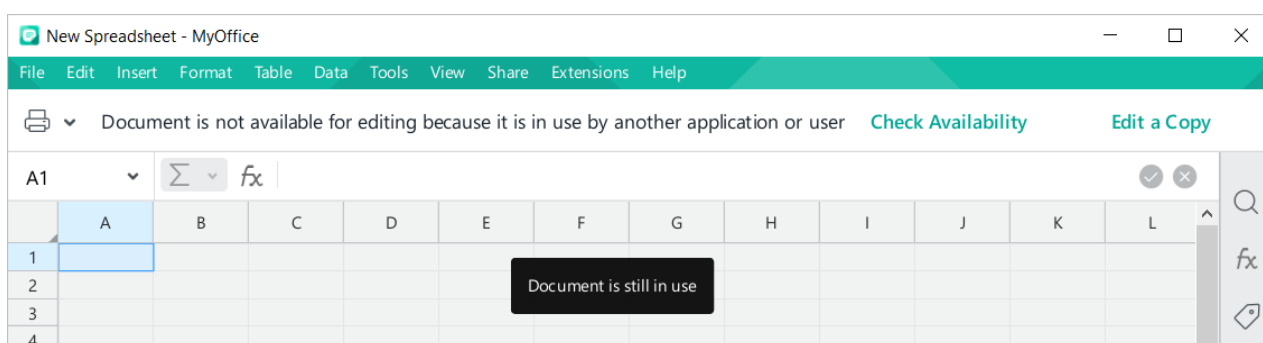 New Spreadsheet - MyOffice
File Edit Insert Format Table Data Tools View Share Extensions Help
Document is not available for editing because it is in use by another application or user Check Availability Edit a Copy
A1 Σ fx
A B C D E F G H I J K L
1
2
Document is still in use
3
4